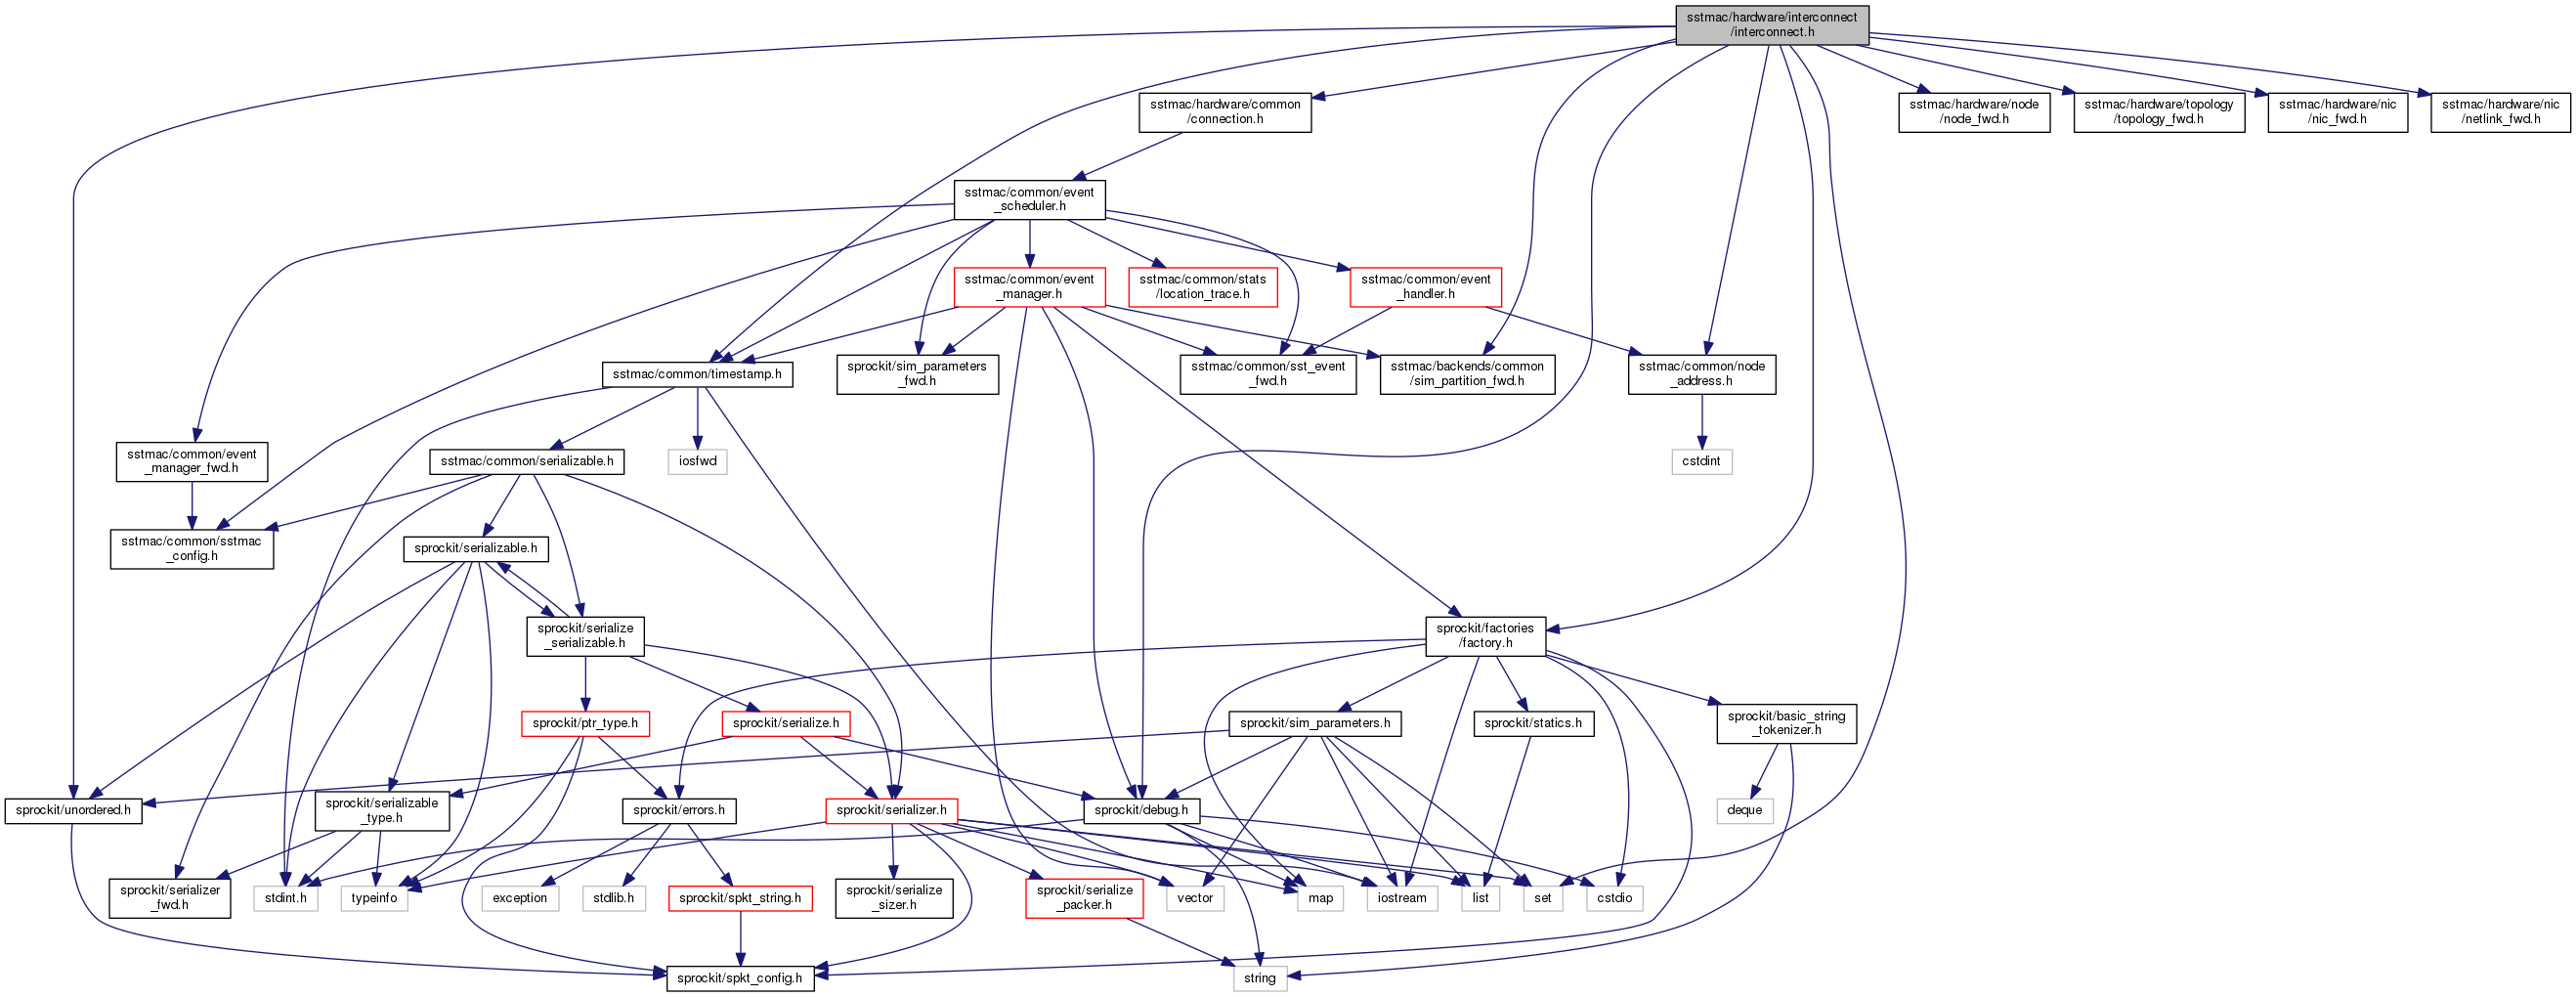 sstmac/hardware/interconnect
/interconnect.h
sstmac/hardware/common
/connection.h
sstmac/hardware/node
/node_fwd.h
sstmac/hardware/topology
/topology_fwd.h
sstmac/hardware/nic
/nic_fwd.h
sstmac/hardware/nic
/netlink_fwd.h
sstmac/common/event
_scheduler.h
sstmac/common/event
_manager.h
sstmac/common/stats
/location_trace.h
sstmac/common/event
_handler.h
sstmac/common/timestamp.h
sprockit/sim_parameters
_fwd.h
sstmac/common/sst_event
_fwd.h
sstmac/backends/common
/sim_partition_fwd.h
sstmac/common/node
_address.h
sstmac/common/event
_manager_fwd.h
sstmac/common/serializable.h
iosfwd
cstdint
sstmac/common/sstmac
_config.h
sprockit/serializable.h
sprockit/serialize
_serializable.h
sprockit/factories
/factory.h
sprockit/ptr_type.h
sprockit/serialize.h
sprockit/sim_parameters.h
sprockit/statics.h
sprockit/basic_string
_tokenizer.h
sprockit/unordered.h
sprockit/serializable
_type.h
sprockit/errors.h
sprockit/serializer.h
sprockit/debug.h
deque
sprockit/serializer
_fwd.h
stdint.h
typeinfo
exception
stdlib.h
sprockit/spkt_string.h
sprockit/serialize
_sizer.h
sprockit/serialize
_packer.h
vector
map
iostream
list
set
cstdio
sprockit/spkt_config.h
string